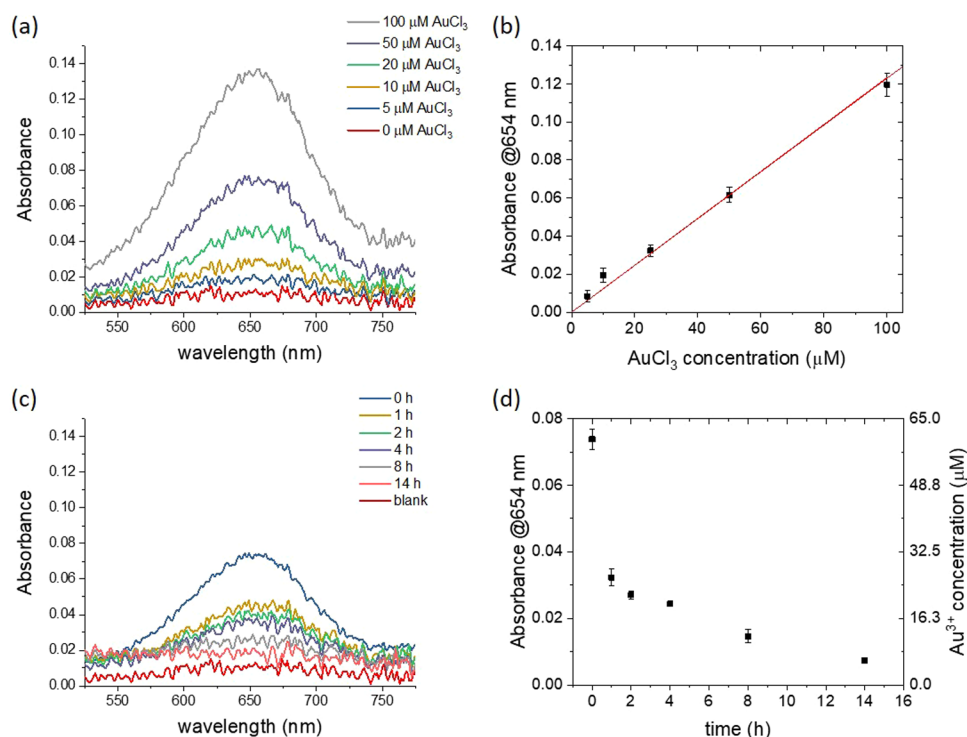 (a)
100 μM AuCl₃
50 μM AuCl₃
20 μM AuCl₃
10 μM AuCl₃
5 μM AuCl₃
0 μM AuCl₃
0.14
0.12
0.10
0.08
0.06
0.04
0.02
0.00
Absorbance
550 600 650 700 750
wavelength (nm)
(b)
0.14
0.12
0.10
0.08
0.06
0.04
0.02
0.00
Absorbance @654 nm
0 20 40 60 80 100
AuCl₃ concentration (μM)
(c)
0 h
1 h
2 h
4 h
8 h
14 h
blank
0.14
0.12
0.10
0.08
0.06
0.04
0.02
0.00
Absorbance
550 600 650 700 750
wavelength (nm)
(d)
0.08
0.06
0.04
0.02
0.00
Absorbance @654 nm
65.0
48.8
32.5
16.3
0.0
Au³⁺ concentration (μM)
0 2 4 6 8 10 12 14 16
time (h)